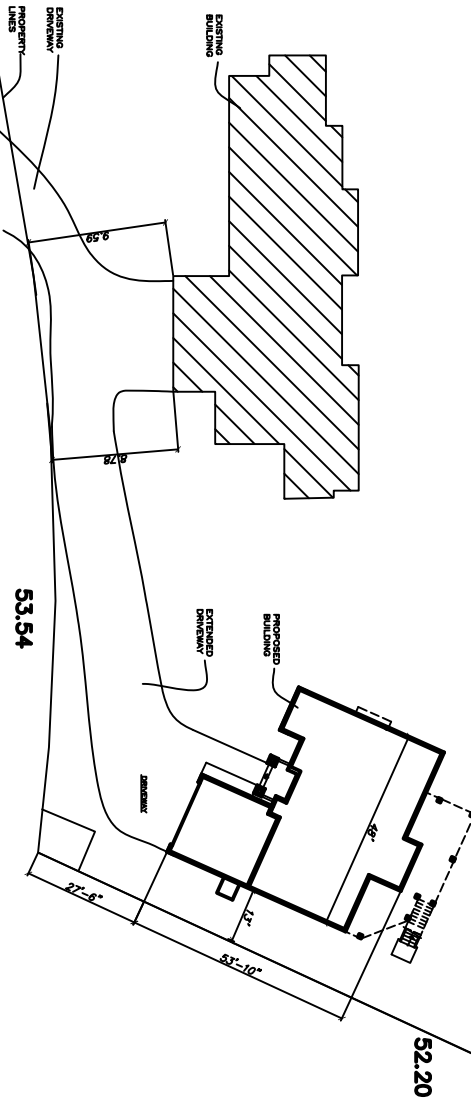 EXISTING
BUILDING
EXISTING
DRIVEWAY
PROPERTY
LINES
9.59
8.78
53.54
PROPOSED
BUILDING
EXTENDED
DRIVEWAY
DRIVEWAY
48'
13'
27'-6"
53'-10"
52.20